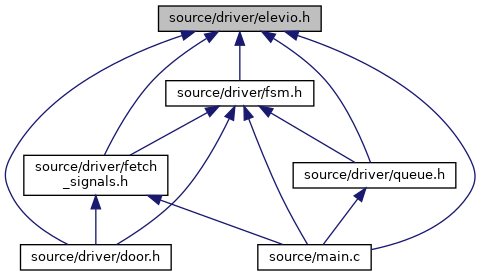 source/driver/elevio.h
source/driver/fsm.h
source/driver/fetch
_signals.h
source/driver/queue.h
source/driver/door.h
source/main.c